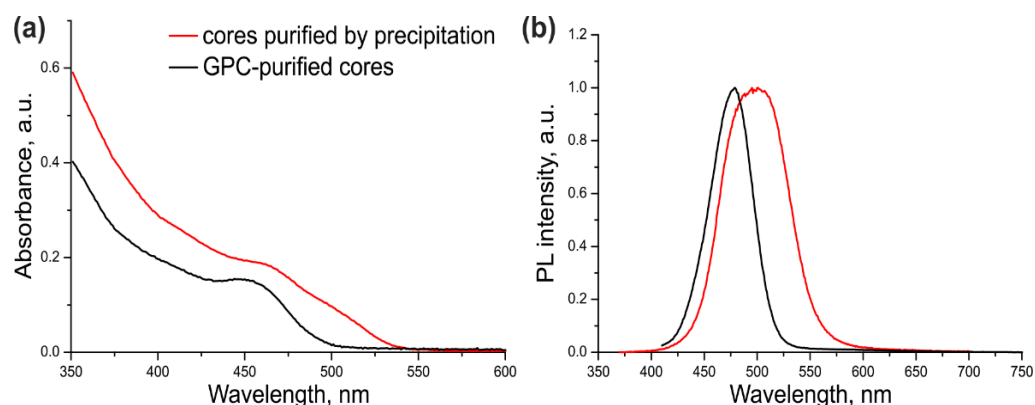 (a)
cores purified by precipitation
GPC-purified cores
Absorbance, a.u.
0.6
0.4
0.2
0.0
350 400 450 500 550 600
Wavelength, nm
(b)
PL intensity, a.u.
1.2
1.0
0.8
0.6
0.4
0.2
0.0
350 400 450 500 550 600 650 700 750
Wavelength, nm